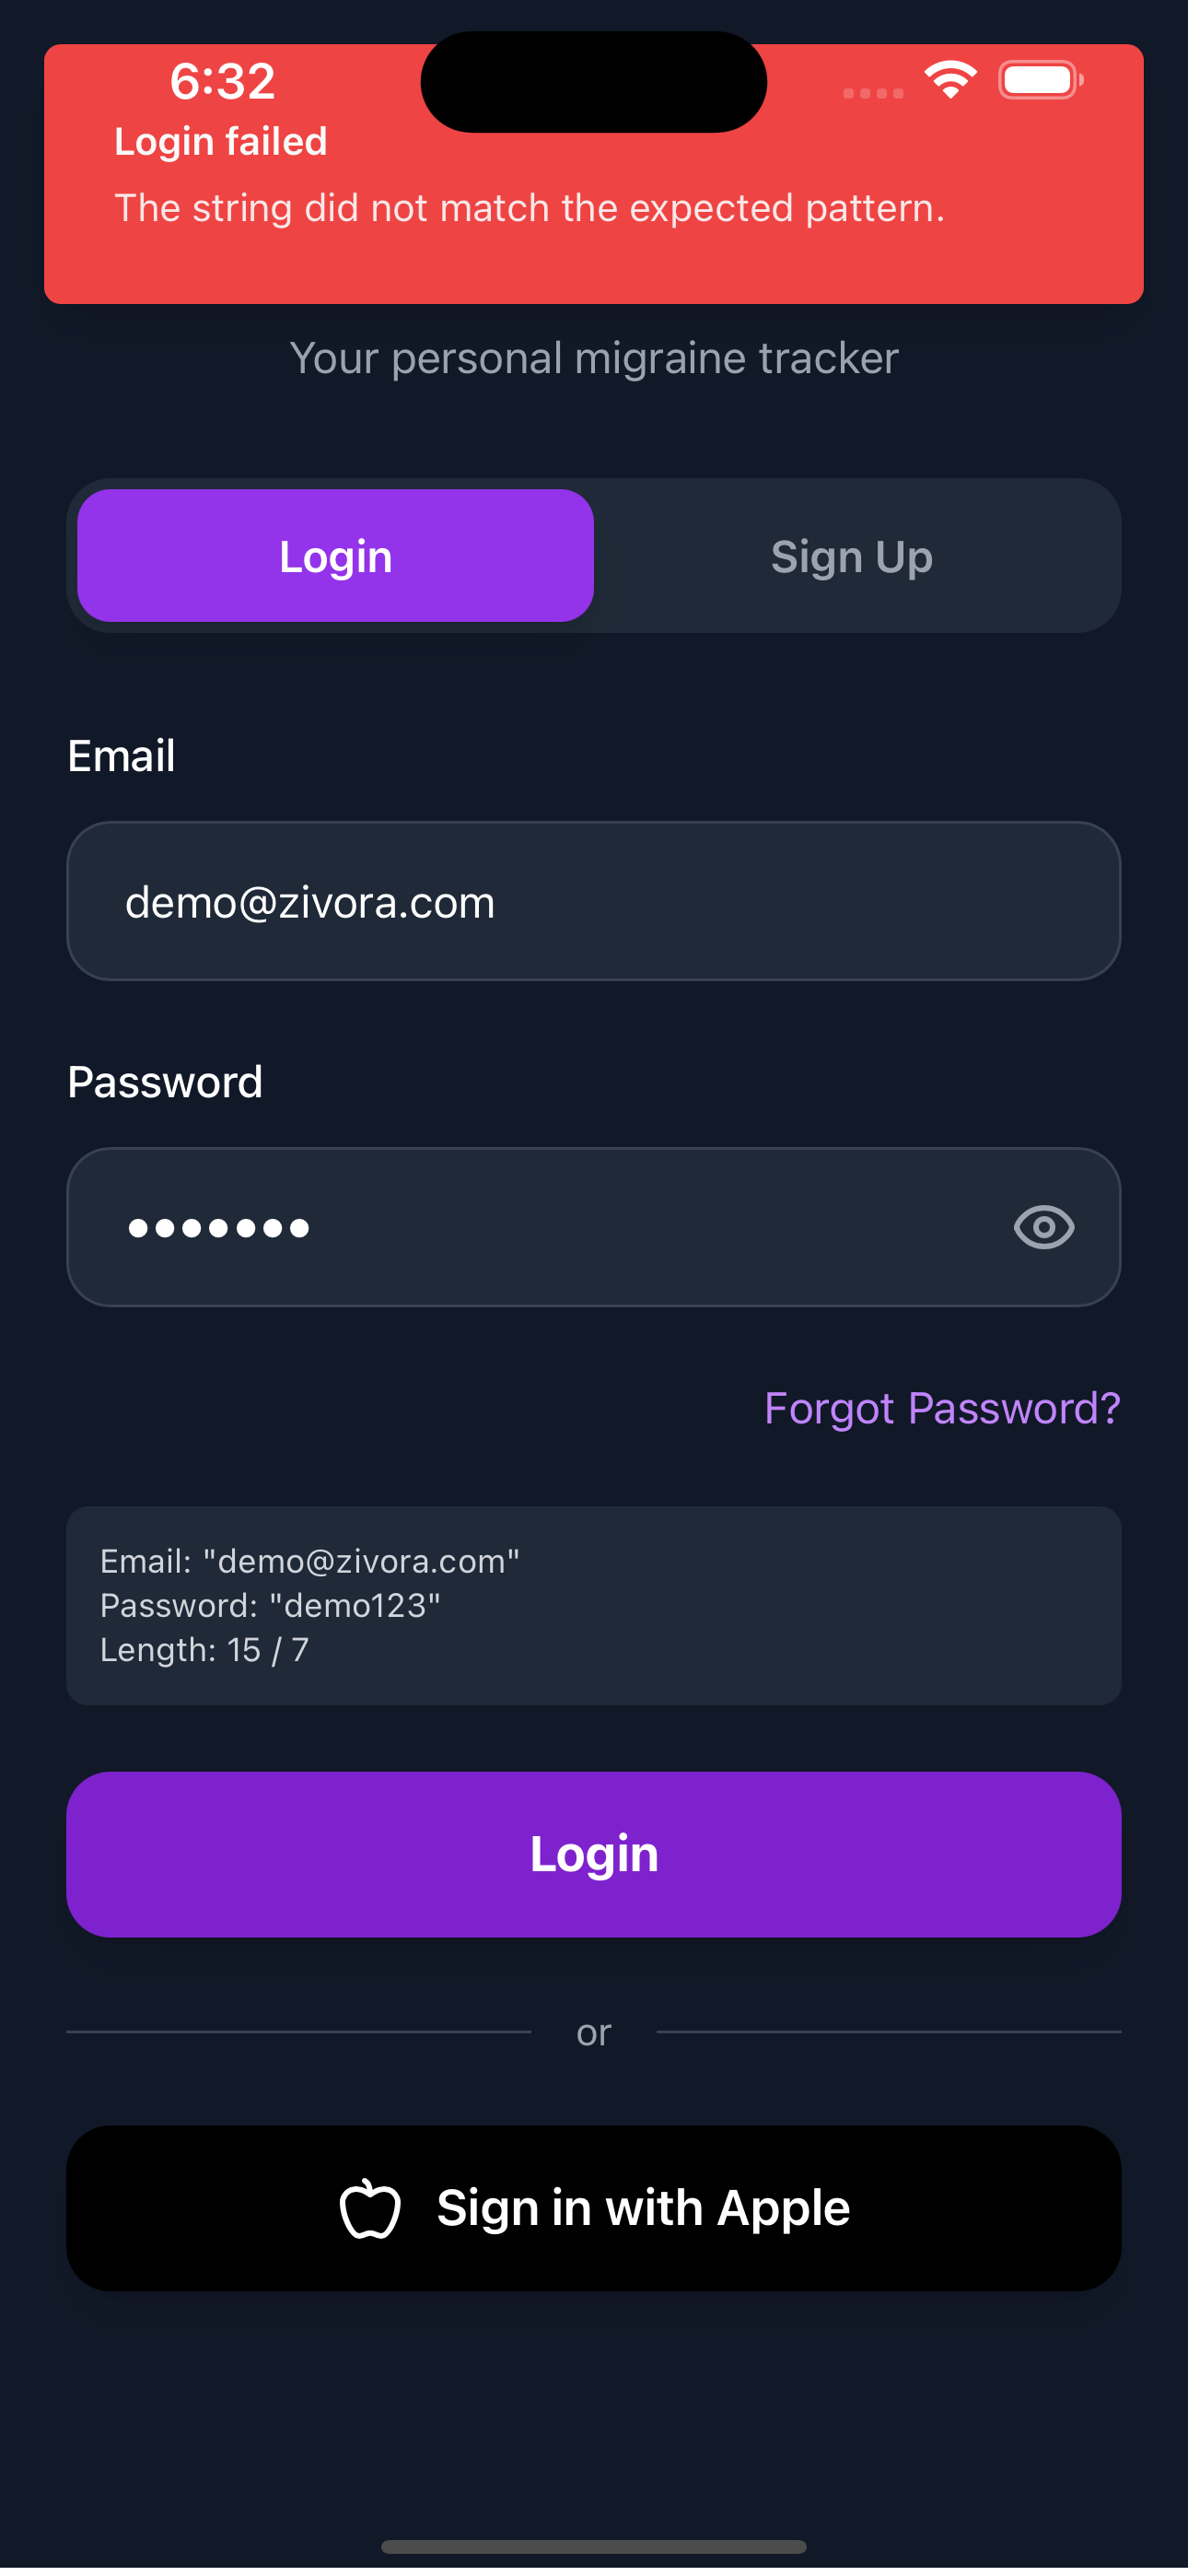 6:32
Login failed
The string did not match the expected pattern.
Your personal migraine tracker
Login
Sign Up
Email
demo@zivora.com
Password
•••••••
Forgot Password?
Email: "demo@zivora.com"
Password: "demo123"
Length: 15 / 7
Login
or
Sign in with Apple